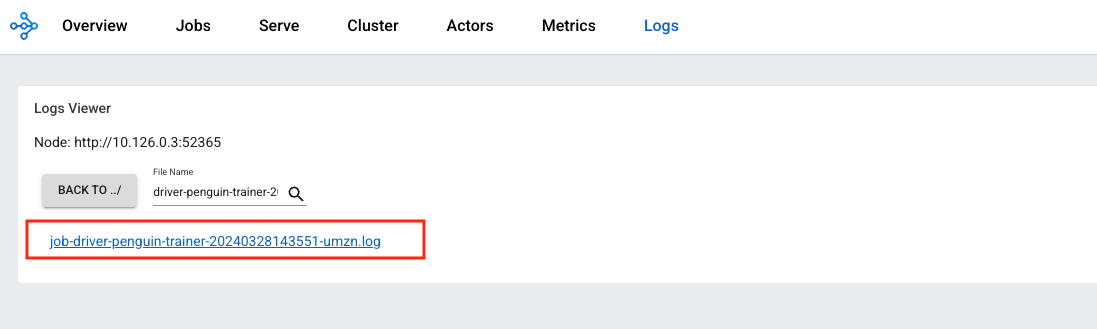 Overview Jobs Serve Cluster Actors Metrics Logs
Logs Viewer
Node: http://10.126.0.3:52365
File Name
BACK TO ../ driver-penguin-trainer-2
job-driver-penguin-trainer-20240328143551-umzn.log